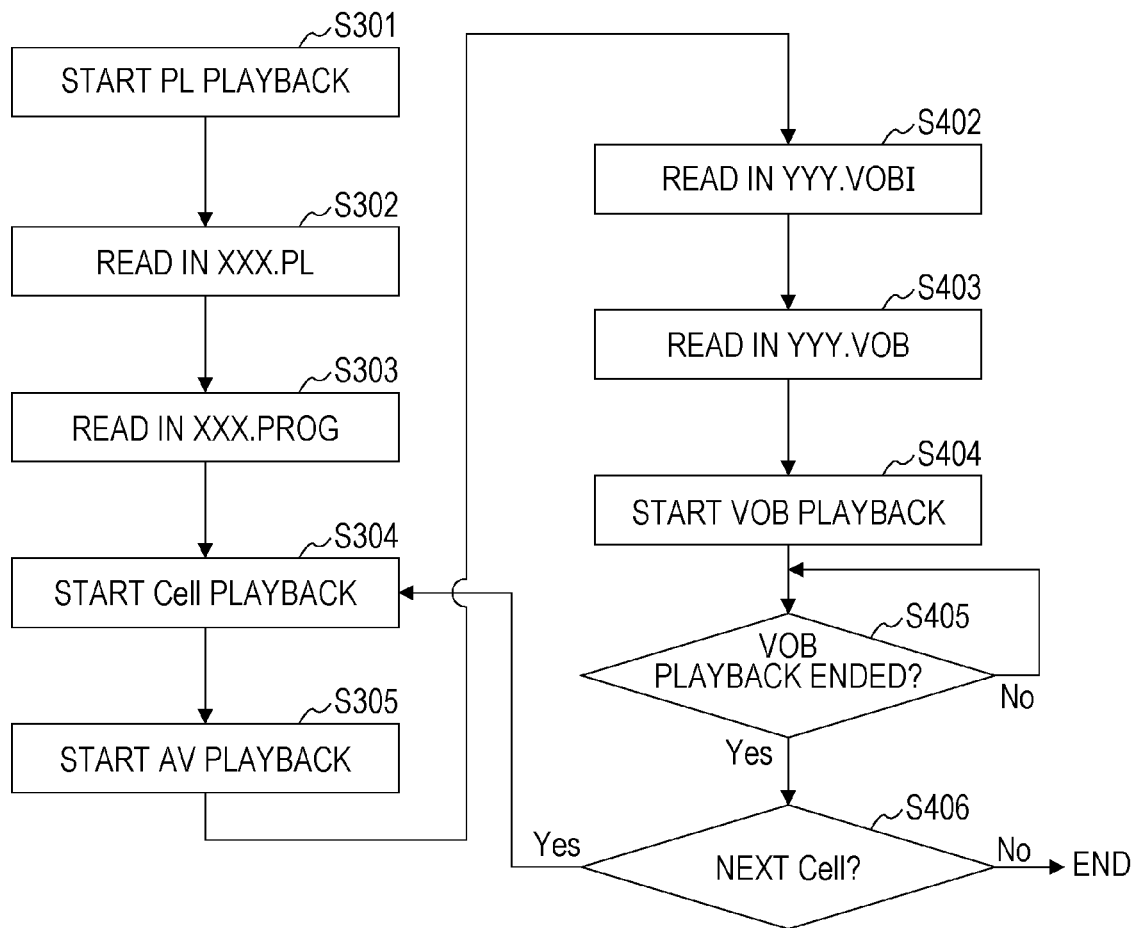 S301
START PL PLAYBACK
S302
READ IN XXX.PL
S303
READ IN XXX.PROG
S304
START Cell PLAYBACK
S305
START AV PLAYBACK
S402
READ IN YYY.VOBI
S403
READ IN YYY.VOB
S404
START VOB PLAYBACK
S405
VOB
PLAYBACK ENDED?
No
Yes
S406
NEXT Cell?
Yes
No
END